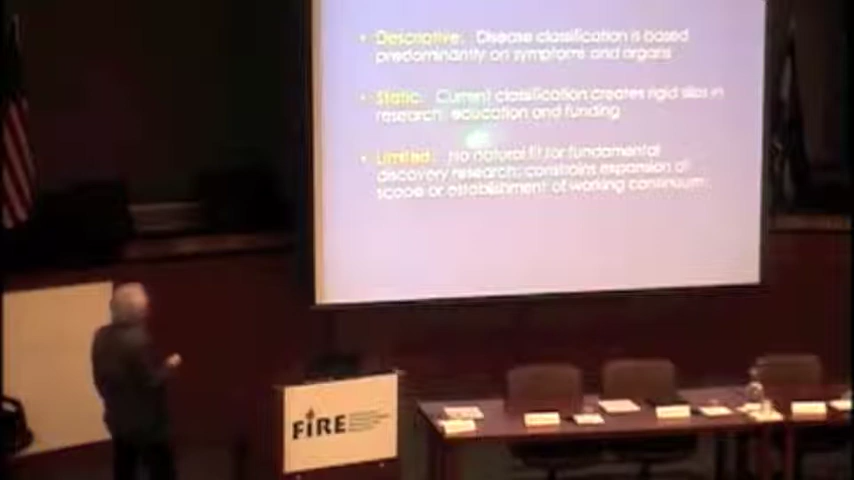 • Descriptive: Disease classification is based
predominantly on symptoms and organs
• Static: Current classification creates rigid silos in
research, education and funding
• Limited: No natural fit for fundamental
discovery research; constrains expansion of
scope or establishment of working continuum
FiRE